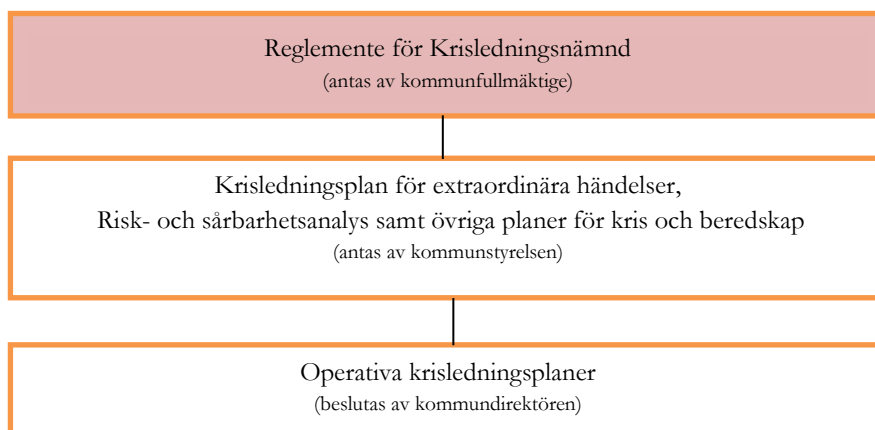 Reglemente för Krisledningsnämnd
(antas av kommunfullmäktige)
Krisledningsplan för extraordinära händelser,
Risk- och sårbarhetsanalys samt övriga planer för kris och beredskap
(antas av kommunstyrelsen)
Operativa krisledningsplaner
(beslutas av kommundirektören)